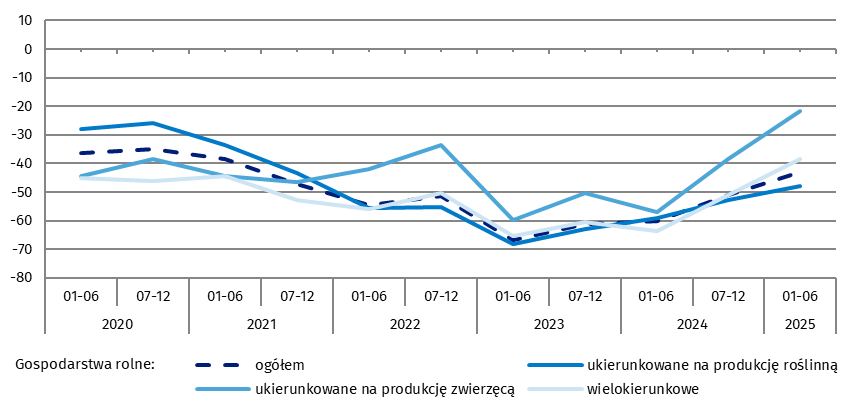 10
0
-10
-20
-30
-40
-50
-60
-70
-80
01-06 07-12 01-06 07-12 01-06 07-12 01-06 07-12 01-06 07-12 01-06
2020 2021 2022 2023 2024 2025
Gospodarstwa rolne: ogółem ukierunkowane na produkcję roślinną
ukierunkowane na produkcję zwierzęcą wielokierunkowe